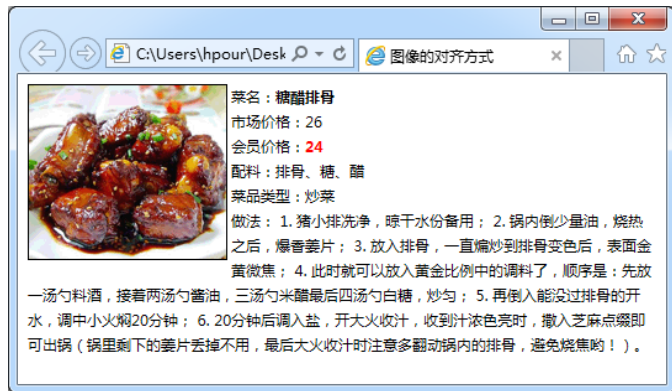 C:\Users\hpour\Desk
图像的对齐方式
菜名：糖醋排骨
市场价格：26
会员价格：24
配料：排骨、糖、醋
菜品类型：炒菜
做法： 1. 猪小排洗净，晾干水份备用； 2. 锅内倒少量油，烧热
之后，爆香姜片； 3. 放入排骨，一直煸炒到排骨变色后，表面金
黄微焦； 4. 此时就可以放入黄金比例中的调料了，顺序是：先放
一汤勺料酒，接着两汤勺酱油，三汤勺米醋最后四汤勺白糖，炒匀； 5. 再倒入能没过排骨的开
水，调中小火焖20分钟； 6. 20分钟后调入盐，开大火收汁，收到汁浓色亮时，撒入芝麻点缀即
可出锅（锅里剩下的姜片丢掉不用，最后大火收汁时注意多翻动锅内的排骨，避免烧焦哟！）。